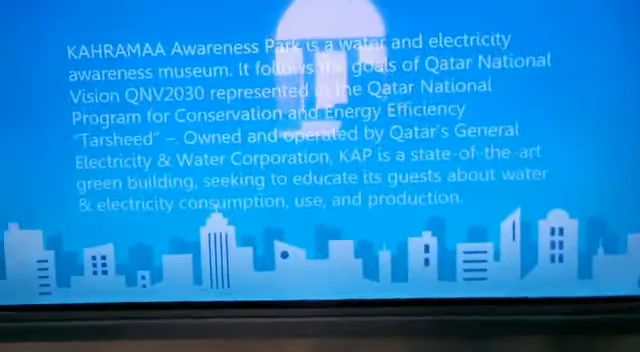 KAHRAMAA Awareness Park is a water and electricity
awareness museum. It follows the goals of Qatar National
Vision QNV2030 represented in the Qatar National
Program for Conservation and Energy Efficiency
"Tarsheed" – Owned and operated by Qatar's General
Electricity & Water Corporation, KAP is a state-of-the-art
green building, seeking to educate its guests about water
& electricity consumption, use, and production.